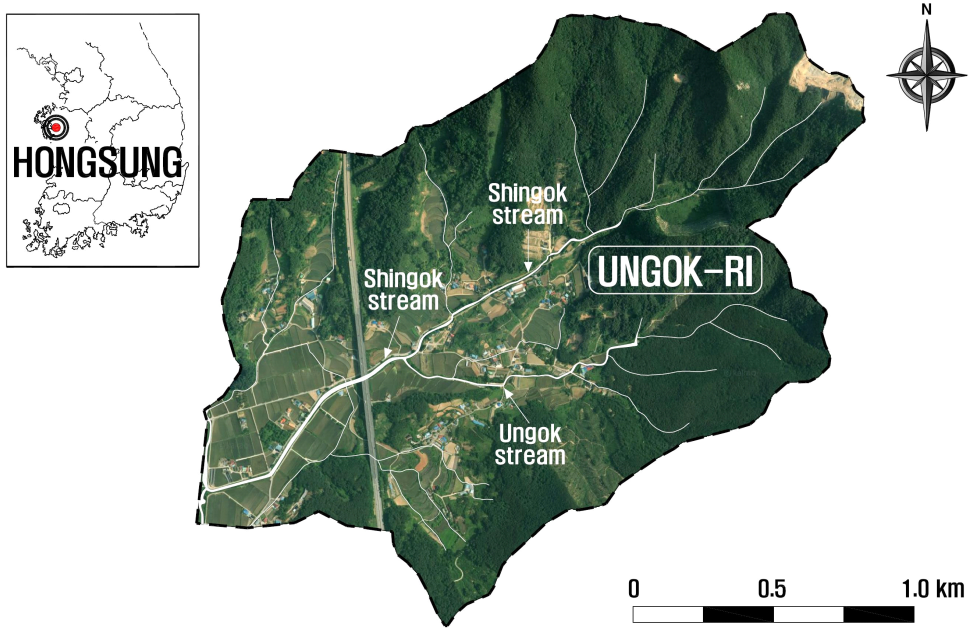 N
HONGSUNG
Shingok
stream
UNGOK-RI
Shingok
stream
Ungok
stream
0 0.5 1.0 km